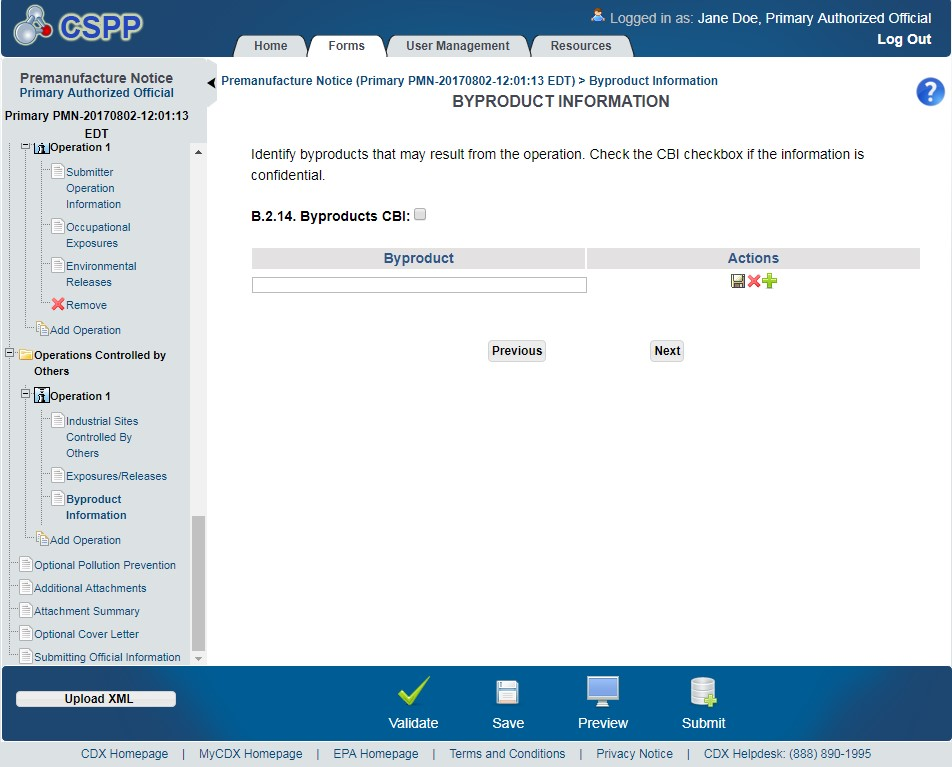 CSPP
Logged in as: Jane Doe, Primary Authorized Official
Log Out
Home
Forms
User Management
Resources
Premanufacture Notice
Primary Authorized Official
Primary PMN-20170802-12:01:13
EDT
Operation 1
Submitter
Operation
Information
Occupational
Exposures
Environmental
Releases
Remove
Add Operation
Operations Controlled by
Others
Operation 1
Industrial Sites
Controlled By
Others
Exposures/Releases
Byproduct
Information
Add Operation
Optional Pollution Prevention
Additional Attachments
Attachment Summary
Optional Cover Letter
Submitting Official Information
Premanufacture Notice (Primary PMN-20170802-12:01:13 EDT) > Byproduct Information
?
BYPRODUCT INFORMATION
Identify byproducts that may result from the operation. Check the CBI checkbox if the information is
confidential.
B.2.14. Byproducts CBI:
Byproduct
Actions
Previous
Next
Upload XML
Validate
Save
Preview
Submit
CDX Homepage | MyCDX Homepage | EPA Homepage | Terms and Conditions | Privacy Notice | CDX Helpdesk: (888) 890-1995